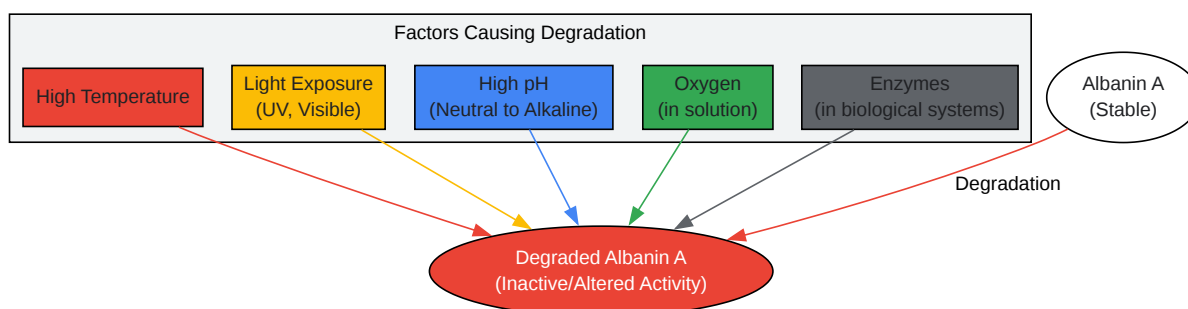 Factors Causing Degradation
High Temperature
Light Exposure
(UV, Visible)
High pH
(Neutral to Alkaline)
Oxygen
(in solution)
Enzymes
(in biological systems)
Albanin A
(Stable)
Degradation
Degraded Albanin A
(Inactive/Altered Activity)